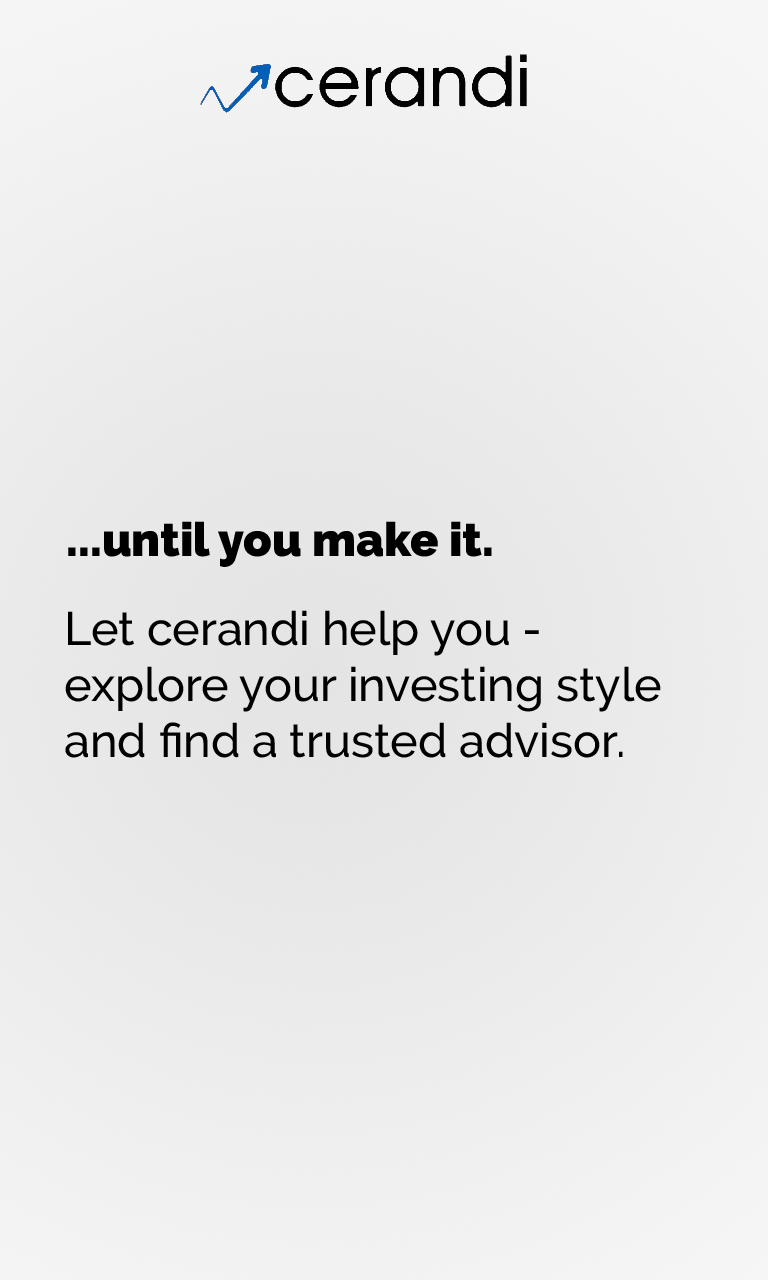 cerandi
...until you make it.
Let cerandi help you -
explore your investing style
and find a trusted advisor.